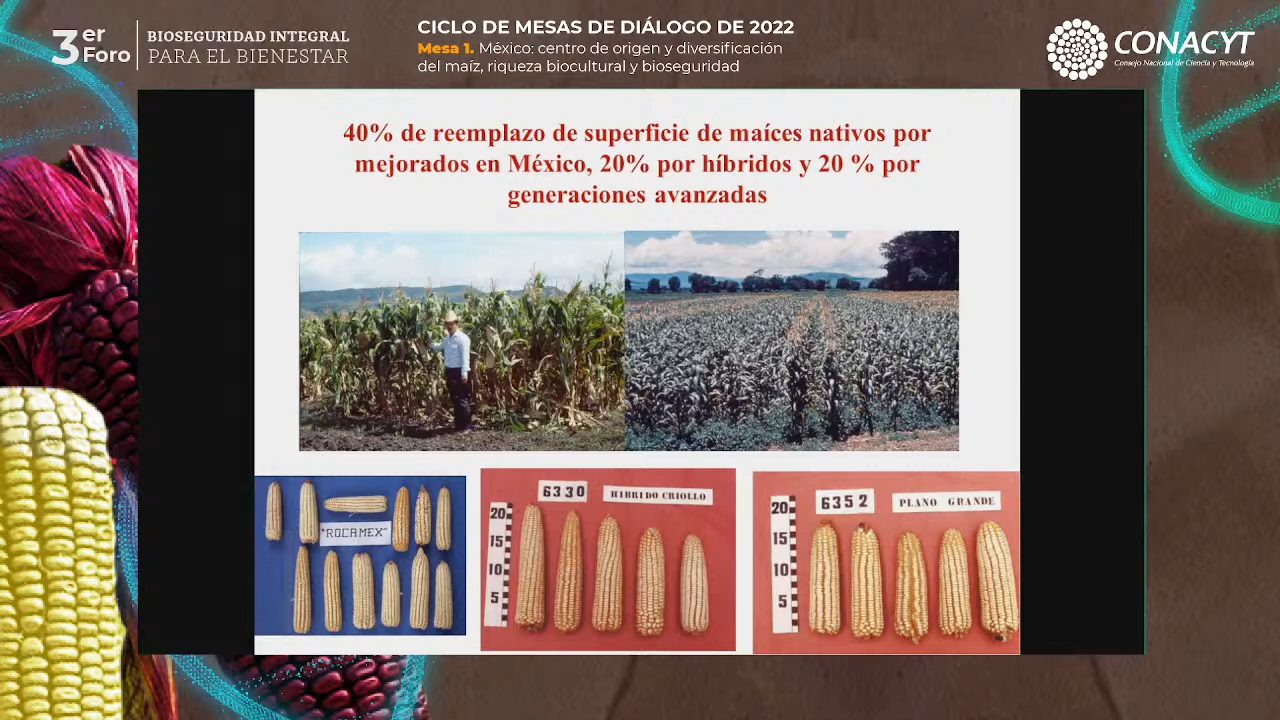 3er Foro
BIOSEGURIDAD INTEGRAL
PARA EL BIENESTAR
CICLO DE MESAS DE DIÁLOGO DE 2022
Mesa 1. México: centro de origen y diversificación
del maíz, riqueza biocultural y bioseguridad
CONACYT
Consejo Nacional de Ciencia y Tecnología
40% de reemplazo de superficie de maíces nativos por
mejorados en México, 20% por híbridos y 20 % por
generaciones avanzadas
"ROCAMEX"
6330
HIBRIDO CRIOLLO
20
15
10
5
6352
PLANO GRANDE
20
15
10
5